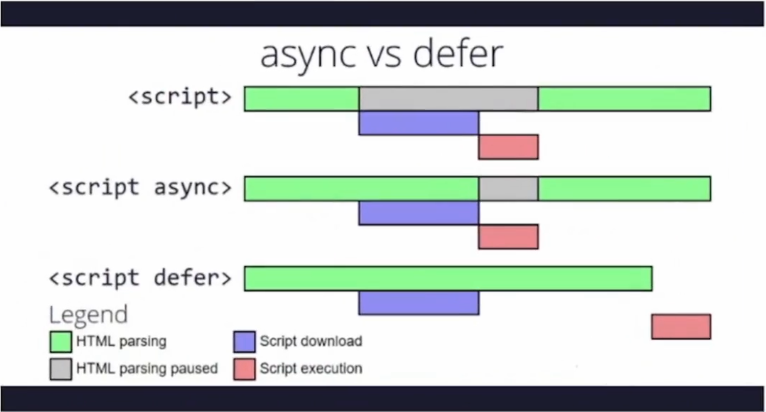 async vs defer
<script>
<script async>
<script defer>
Legend
HTML parsing
Script download
HTML parsing paused
Script execution